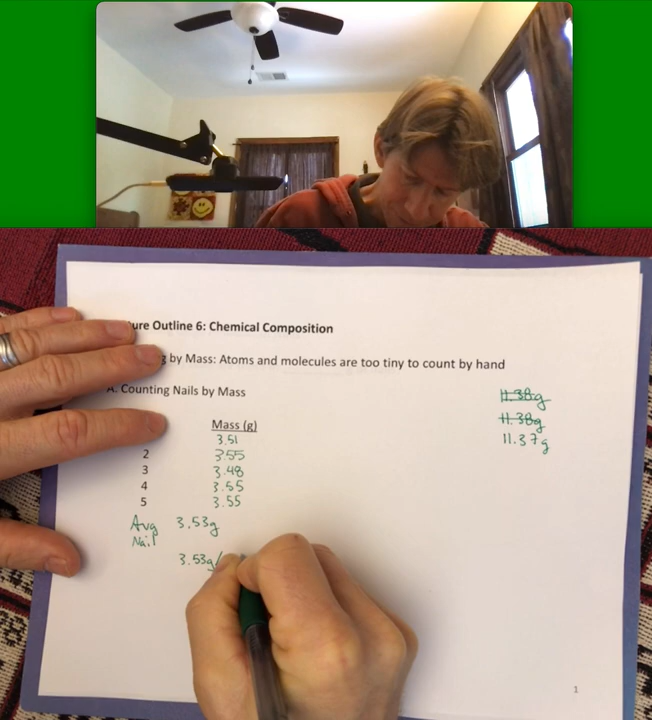 ture Outline 6: Chemical Composition
g by Mass: Atoms and molecules are too tiny to count by hand
A. Counting Nails by Mass
11.38g
11.38g
11.37g
Mass (g)
3.51
2 3.55
3 3.48
4 3.55
5 3.55
Avg 3.53g
Nail
3.53g/
1